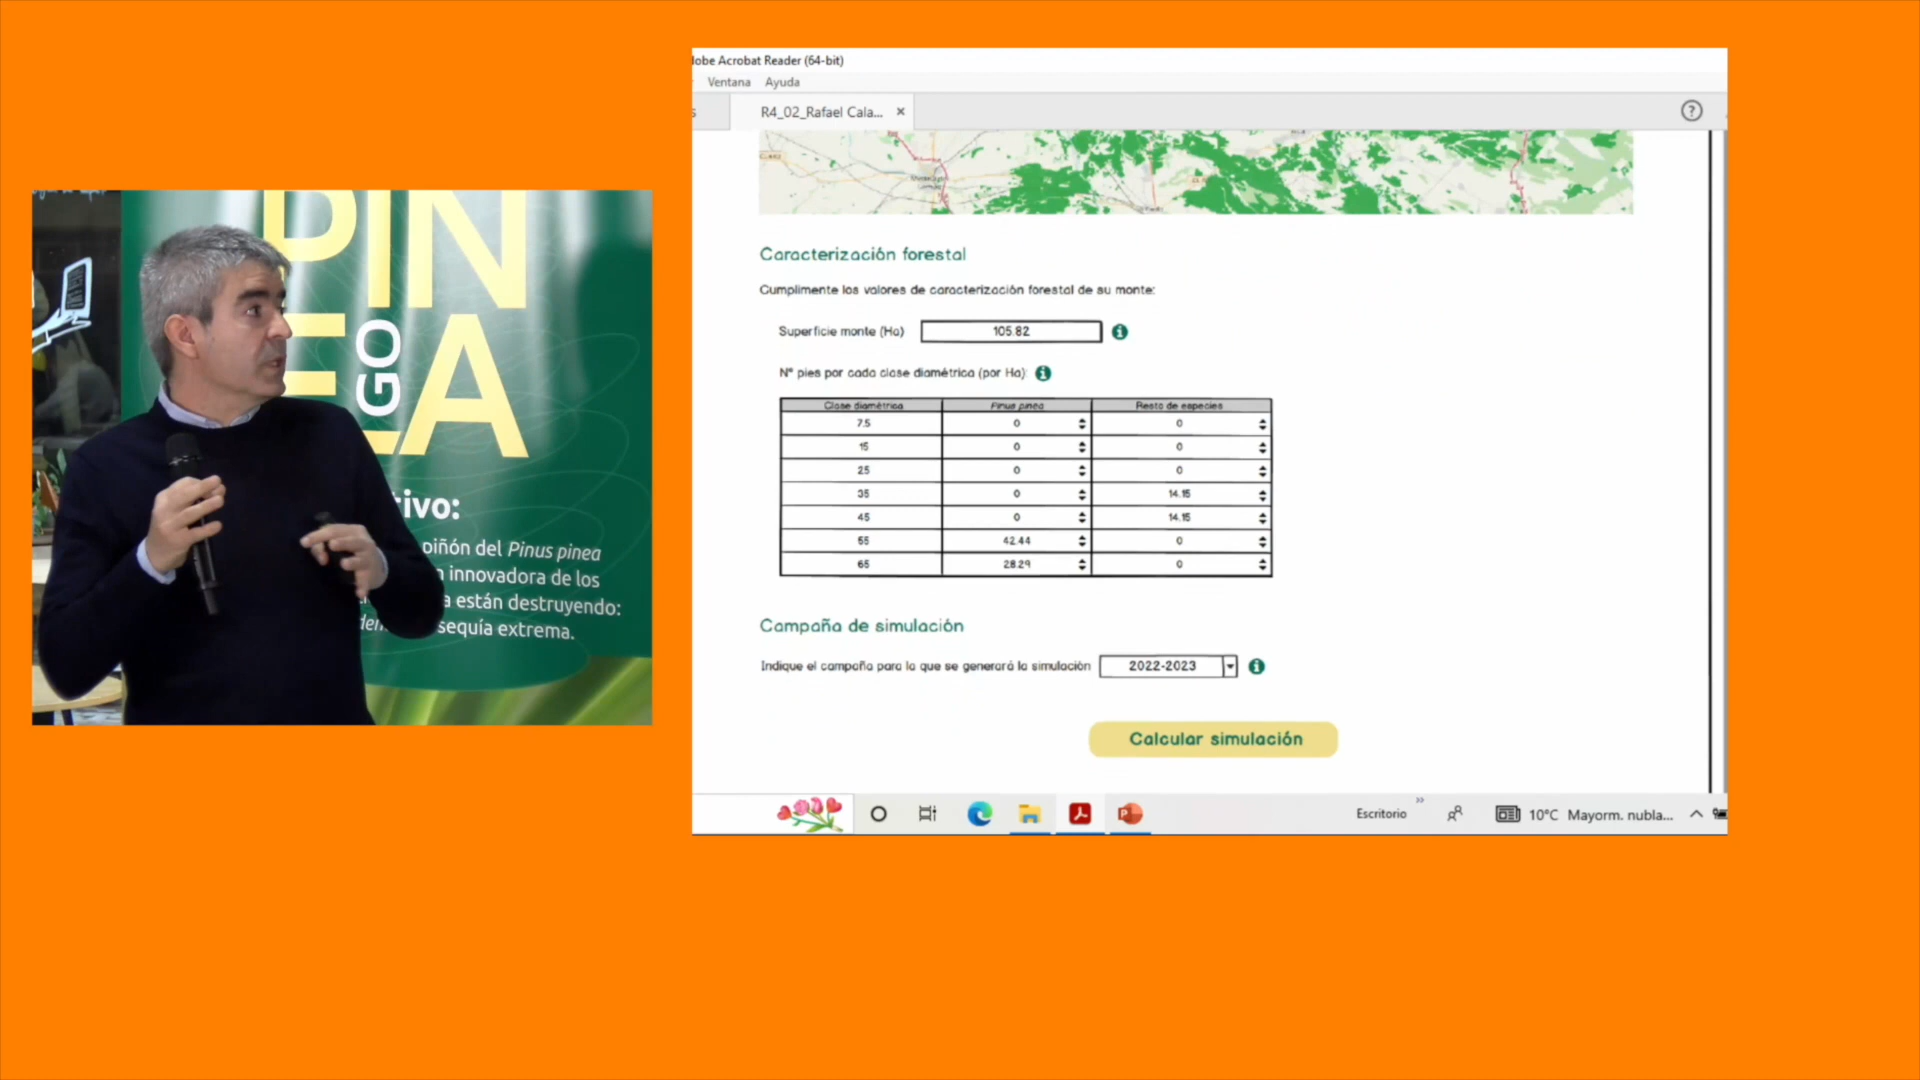 PIN
GO
EA
tivo:
piñón del Pinus pinea
n innovadora de los
a están destruyendo:
sequía extrema.
dobe Acrobat Reader (64-bit)
Ventana Ayuda
s R4_02_Rafael Cala... ×
?
Caracterización forestal
Cumplimente los valores de caracterización forestal de su monte:
Superficie monte (Ha) 105.82 i
Nº pies por cada clase diamétrica (por Ha): i
Clase diamétrica Pinus pinea Resto de especies
7.5 0 0
15 0 0
25 0 0
35 0 14.15
45 0 14.15
55 42.44 0
65 28.29 0
Campaña de simulación
Indique el campaña para la que se generará la simulación 2022-2023 i
Calcular simulación
Escritorio » 10°C Mayorm. nubla...